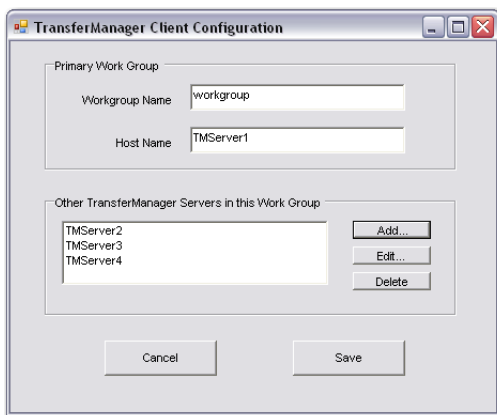 TransferManager Client Configuration
Primary Work Group
Workgroup Name workgroup
Host Name TMServer1
Other TransferManager Servers in this Work Group
TMServer2
TMServer3
TMServer4
Add...
Edit...
Delete
Cancel Save